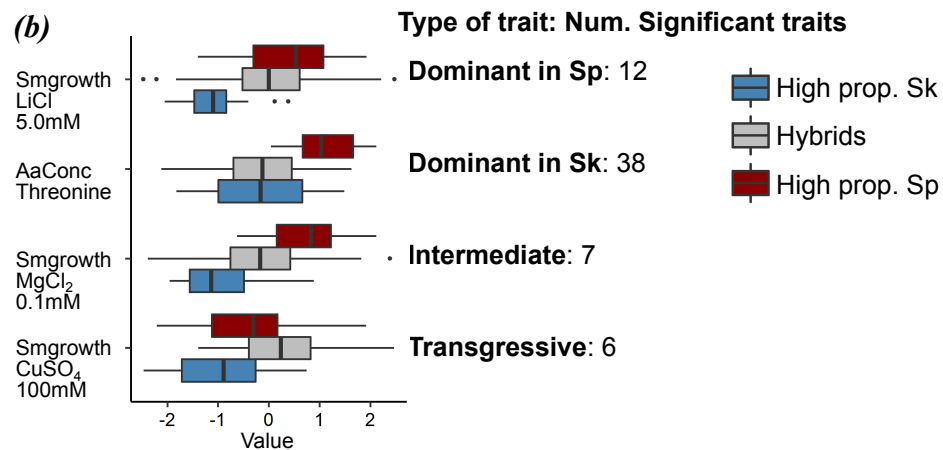 (b)
Type of trait: Num. Significant traits
Smgrowth
LiCl
5.0mM
Dominant in Sp: 12
AaConc
Threonine
Dominant in Sk: 38
Smgrowth
MgCl₂
0.1mM
Intermediate: 7
Smgrowth
CuSO₄
100mM
Transgressive: 6
-2 -1 0 1 2
Value
High prop. Sk
Hybrids
High prop. Sp